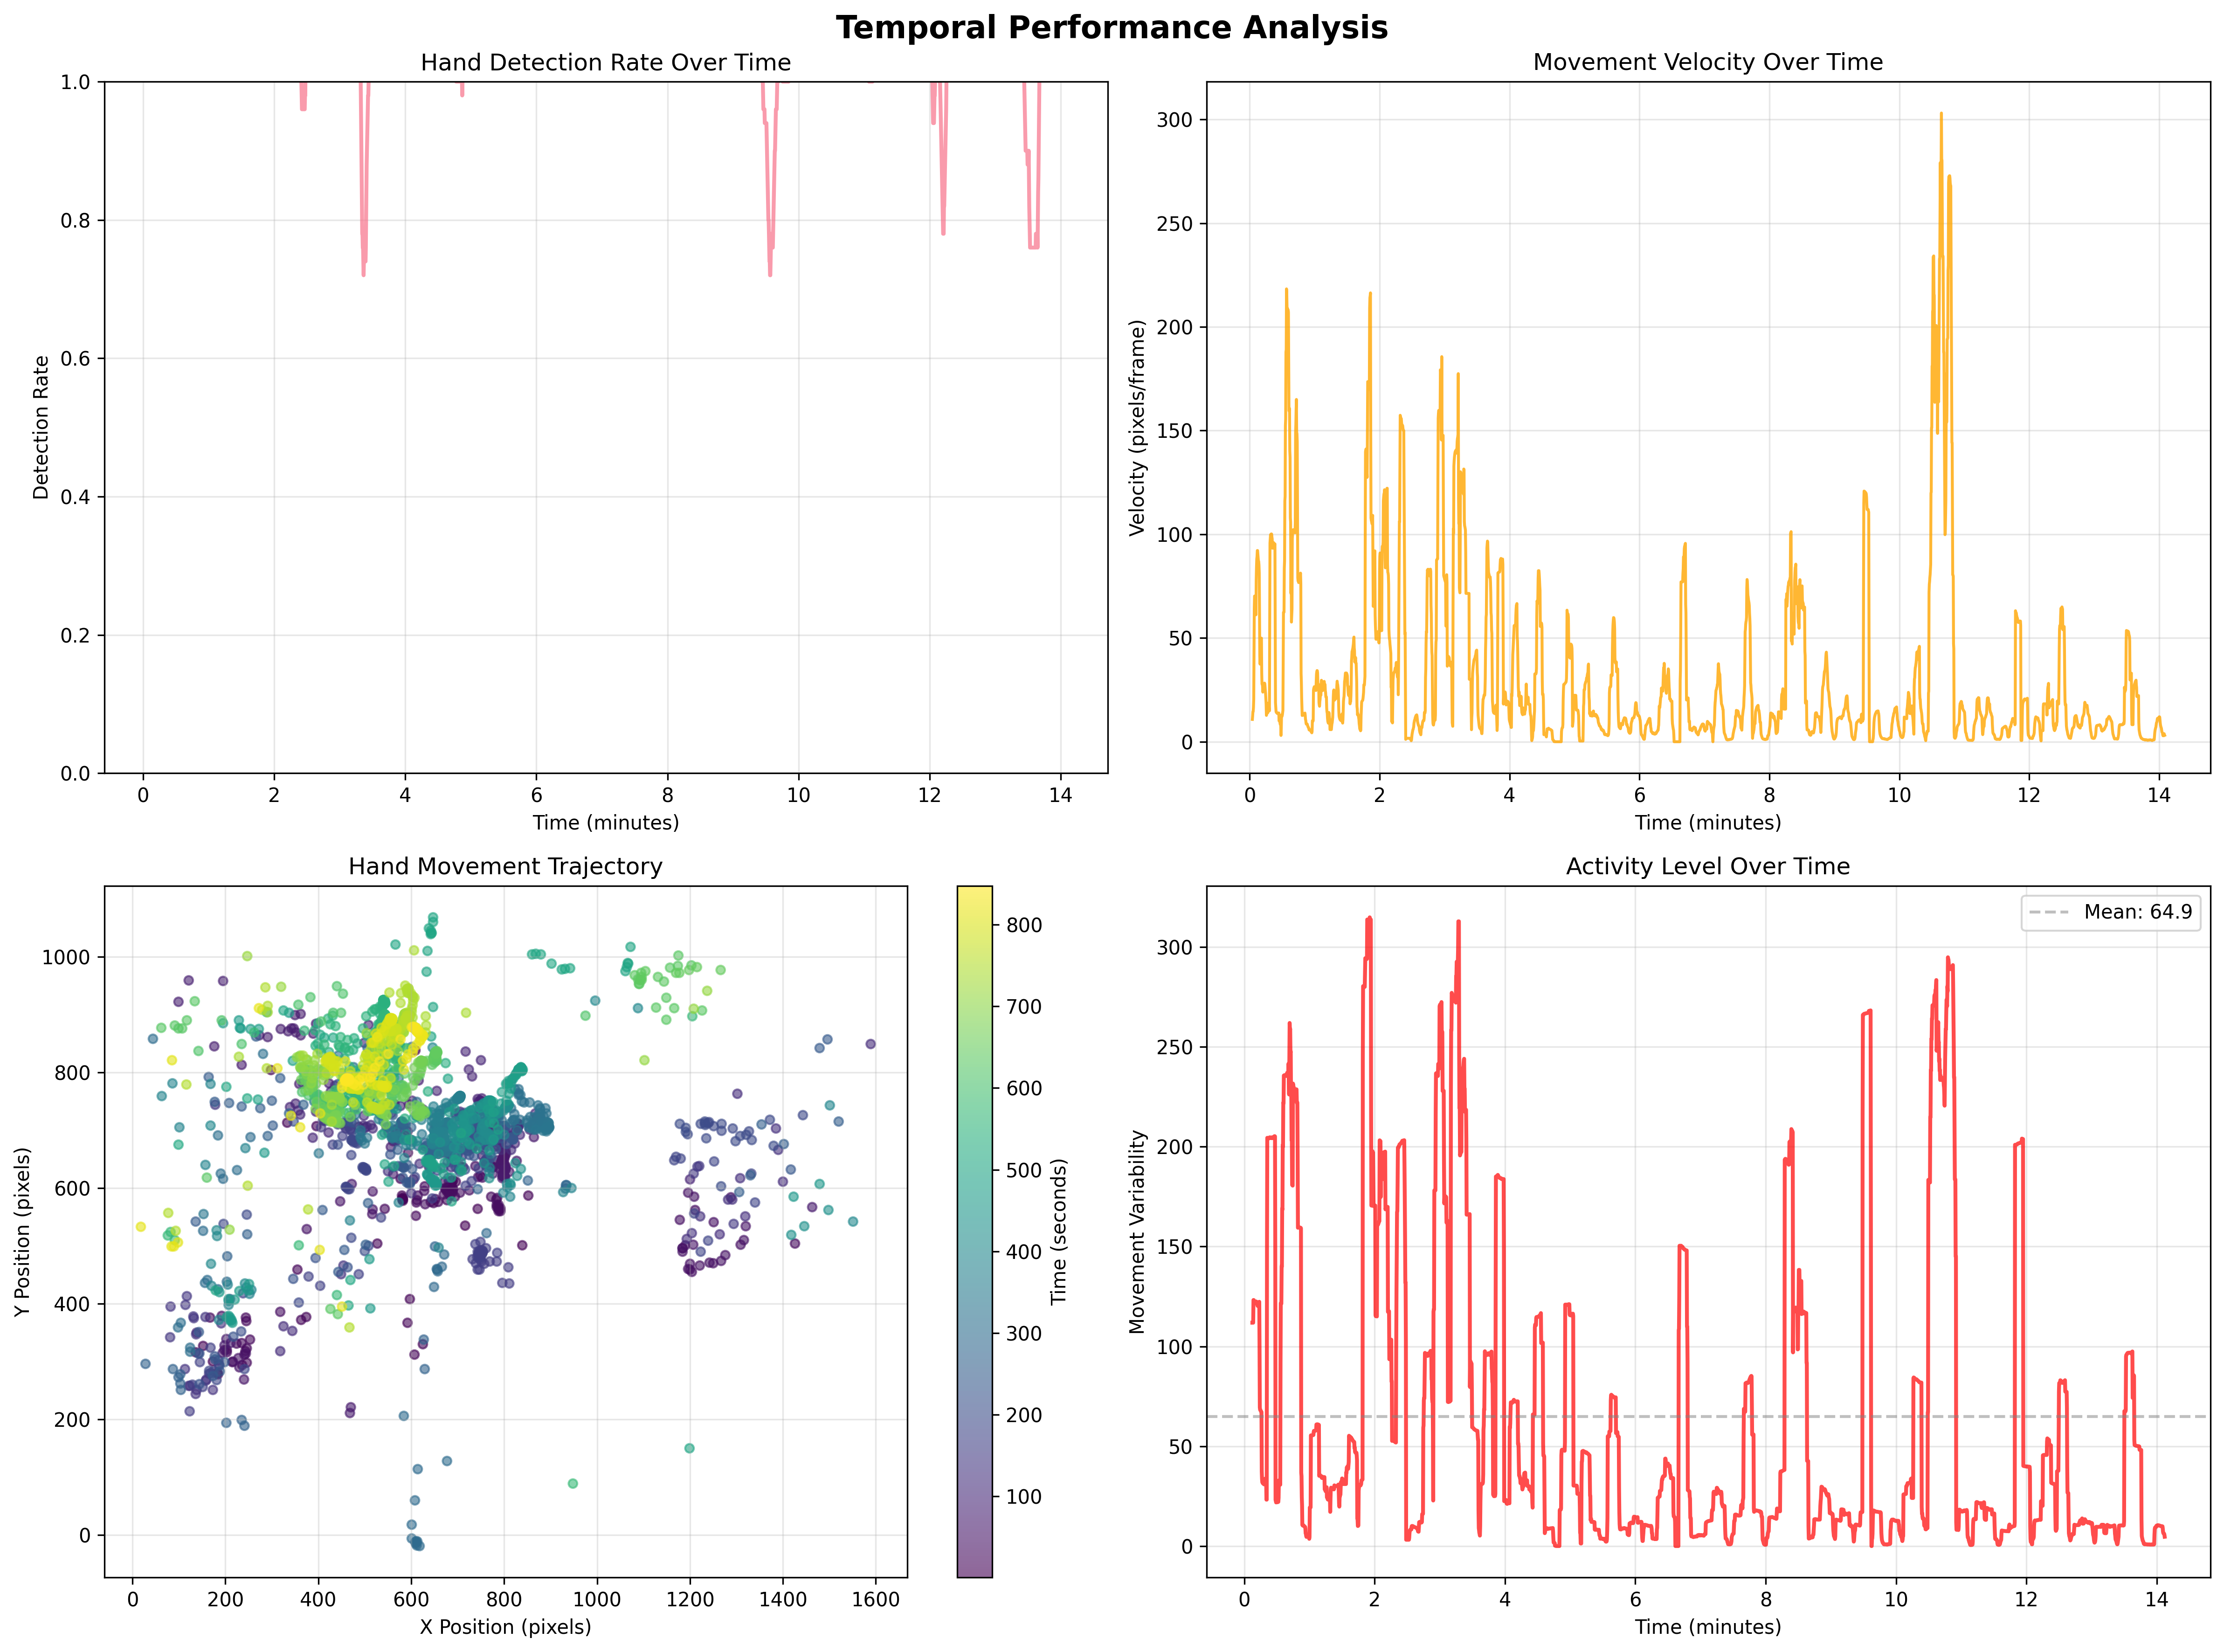 Temporal Performance Analysis
Hand Detection Rate Over Time
1.0
0.8
0.6
0.4
0.2
0.0
Detection Rate
0 2 4 6 8 10 12 14
Time (minutes)
Movement Velocity Over Time
300
250
200
150
100
50
0
Velocity (pixels/frame)
0 2 4 6 8 10 12 14
Time (minutes)
Hand Movement Trajectory
1000
800
600
400
200
0
Y Position (pixels)
0 200 400 600 800 1000 1200 1400 1600
X Position (pixels)
800
700
600
500
400
300
200
100
Time (seconds)
Activity Level Over Time
Mean: 64.9
300
250
200
150
100
50
0
Movement Variability
0 2 4 6 8 10 12 14
Time (minutes)